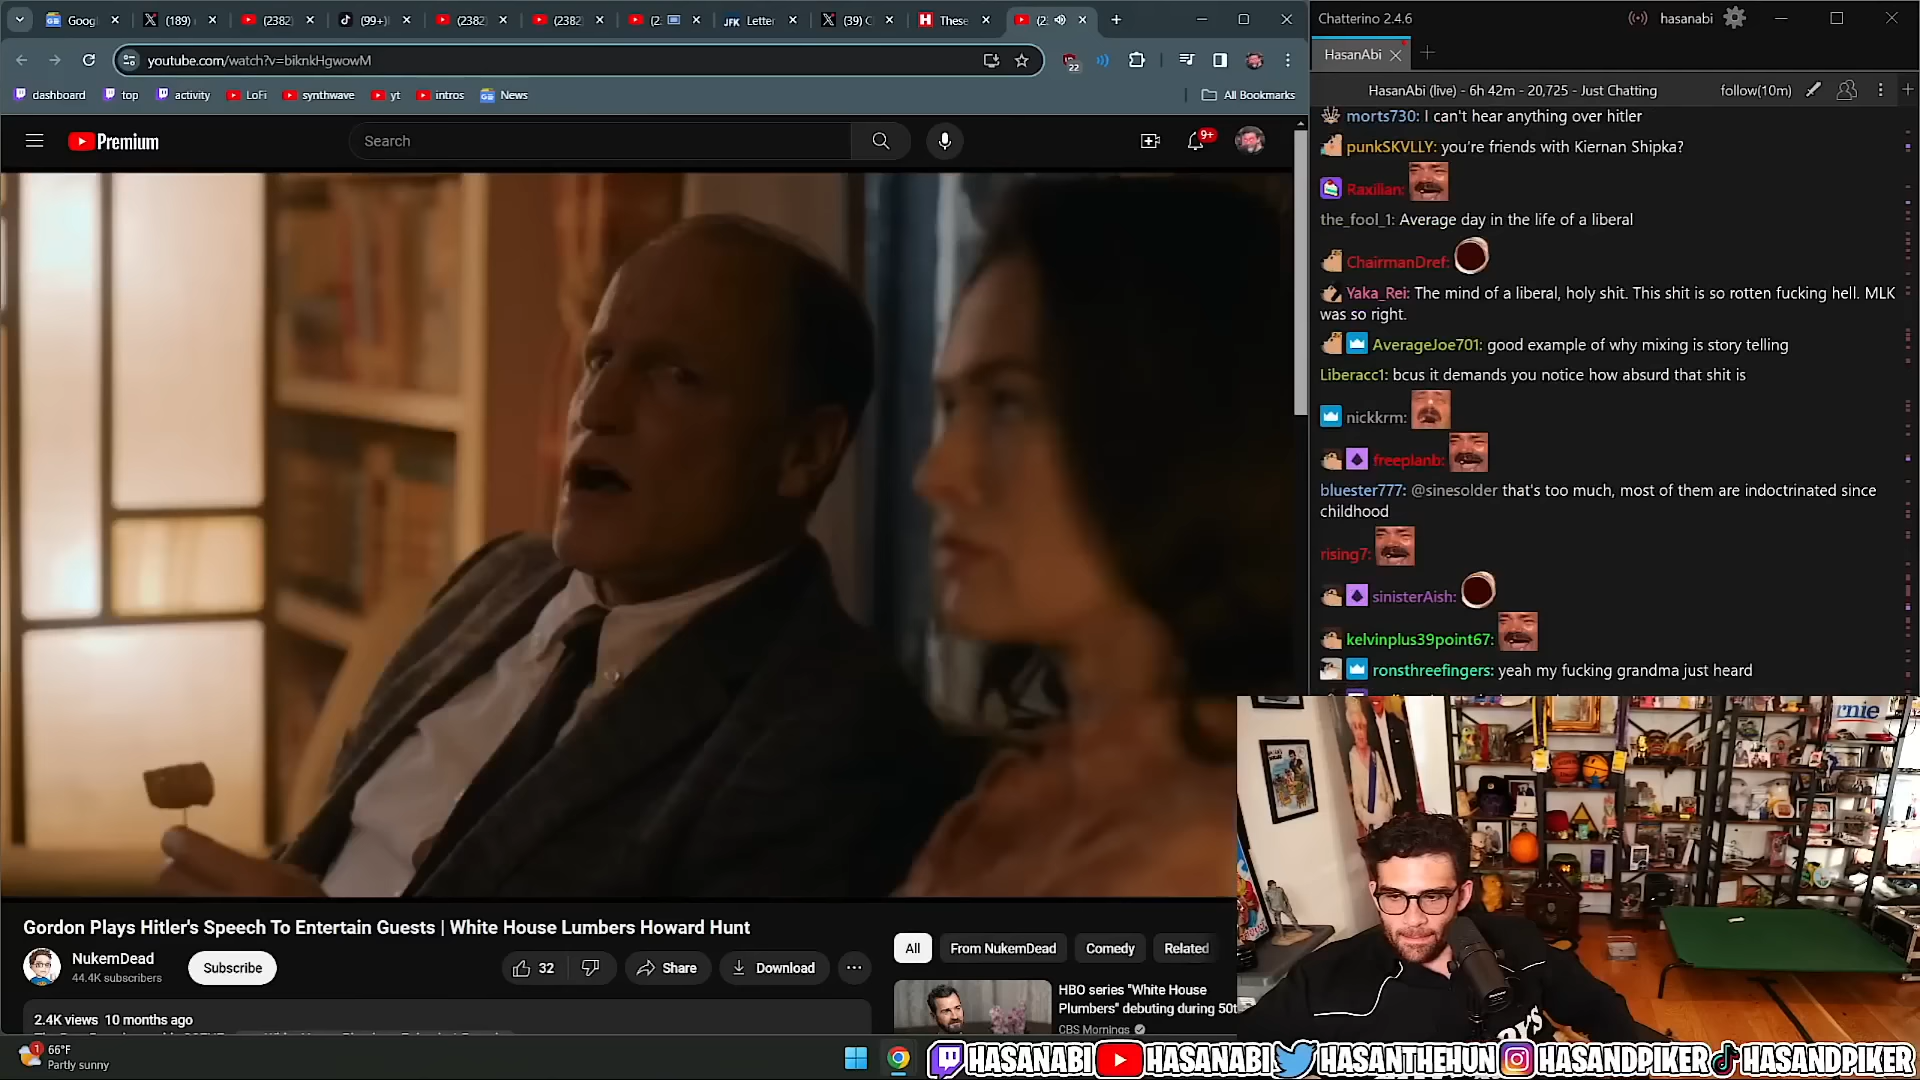 Googl
(189)
(2382)
(99+)
(2382)
(2382)
(2
JFK Letter
(39) C
These
(2
youtube.com/watch?v=biknkHgwowM
22
dashboard
top
activity
LoFi
synthwave
yt
intros
News
All Bookmarks
Premium
Search
9+
Gordon Plays Hitler's Speech To Entertain Guests | White House Lumbers Howard Hunt
NukemDead
44.4K subscribers
Subscribe
32
Share
Download
2.4K views 10 months ago
All
From NukemDead
Comedy
Related
HBO series "White House
Plumbers" debuting during 50t
CBS Mornings
1
66°F
Partly sunny
Chatterino 2.4.6
hasanabi
HasanAbi
HasanAbi (live) - 6h 42m - 20,725 - Just Chatting
follow(10m)
morts730: I can't hear anything over hitler
punkSKVLLY: you're friends with Kiernan Shipka?
Raxilian:
the_fool_1: Average day in the life of a liberal
ChairmanDref:
Yaka_Rei: The mind of a liberal, holy shit. This shit is so rotten fucking hell. MLK
was so right.
AverageJoe701: good example of why mixing is story telling
Liberacc1: bcus it demands you notice how absurd that shit is
nickkrm:
freeplanb:
bluester777: @sinesolder that's too much, most of them are indoctrinated since
childhood
rising7:
sinisterAish:
kelvinplus39point67:
ronsthreefingers: yeah my fucking grandma just heard
rnie
HASANABI
HASANABI
HASANTHEHUN
HASANDPIKER
HASANDPIKER